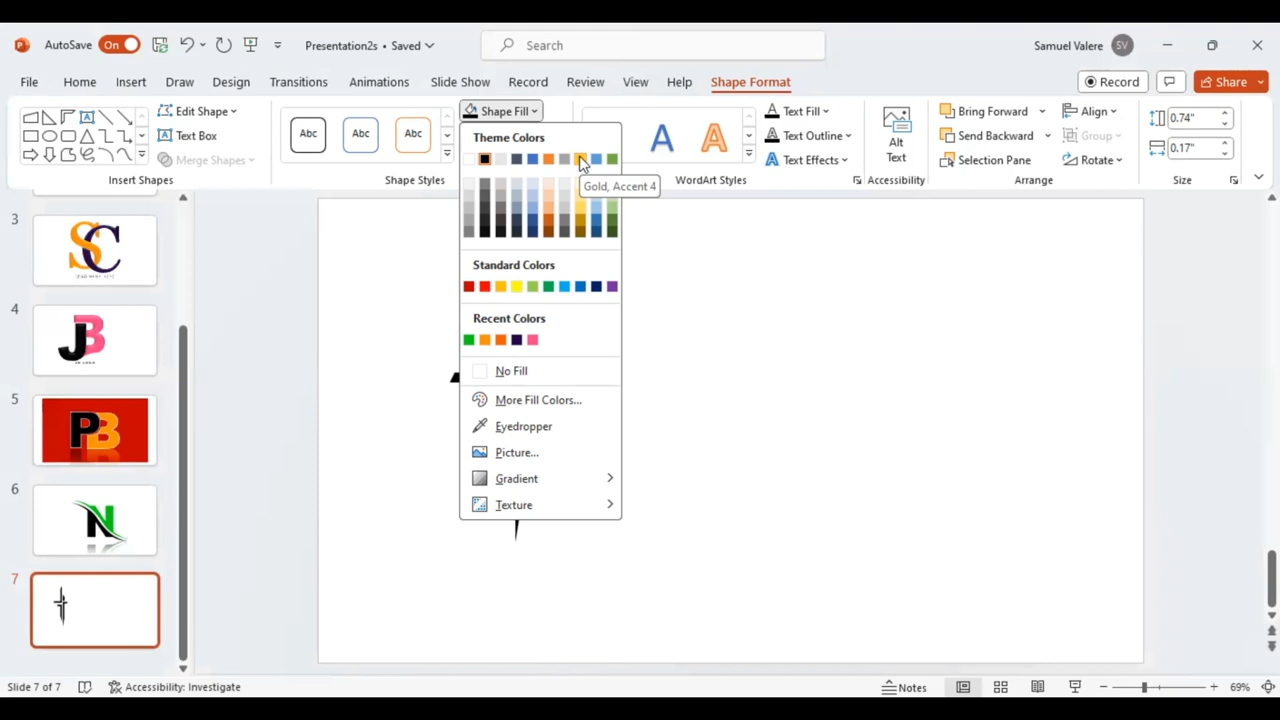 AutoSave On Presentation2s • Saved Search Samuel Valere SV
File Home Insert Draw Design Transitions Animations Slide Show Record Review View Help Shape Format Record Share
Edit Shape
Text Box
Merge Shapes
Insert Shapes
Abc Abc Abc
Shape Styles
Shape Fill
A A
Text Fill
Text Outline
Text Effects
WordArt Styles
Alt
Text
Accessibility
Bring Forward
Send Backward
Selection Pane
Align
Group
Rotate
Arrange
0.74"
0.17"
Size
Theme Colors
Gold, Accent 4
Standard Colors
Recent Colors
No Fill
More Fill Colors...
Eyedropper
Picture...
Gradient
Texture
3
SC
4
JB
5
PB
6
N
7
Slide 7 of 7 Accessibility: Investigate Notes 69%